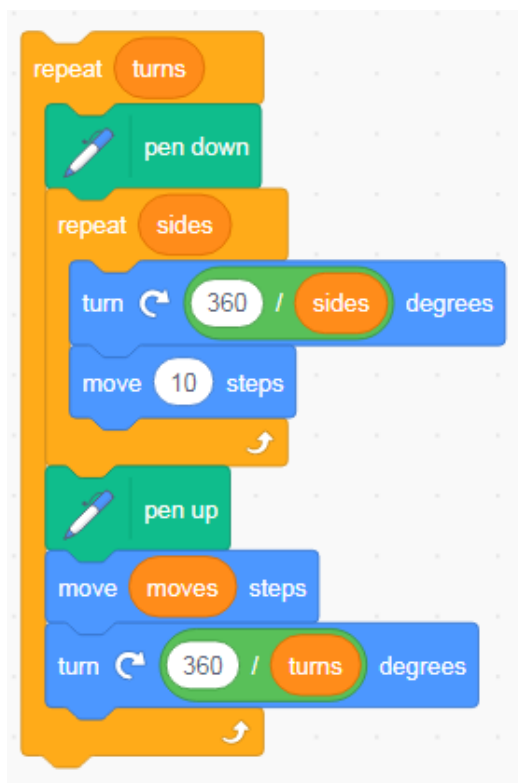 repeat turns
pen down
repeat sides
turn 360 / sides degrees
move 10 steps
pen up
move moves steps
turn 360 / turns degrees